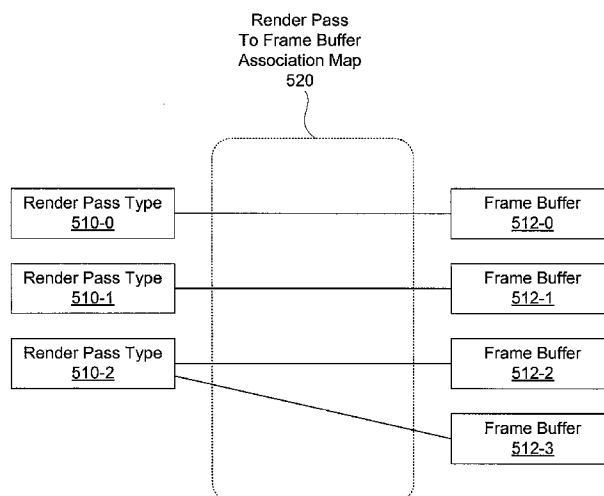 Render Pass
To Frame Buffer
Association Map
520
Render Pass Type
510-0
Frame Buffer
512-0
Render Pass Type
510-1
Frame Buffer
512-1
Render Pass Type
510-2
Frame Buffer
512-2
Frame Buffer
512-3